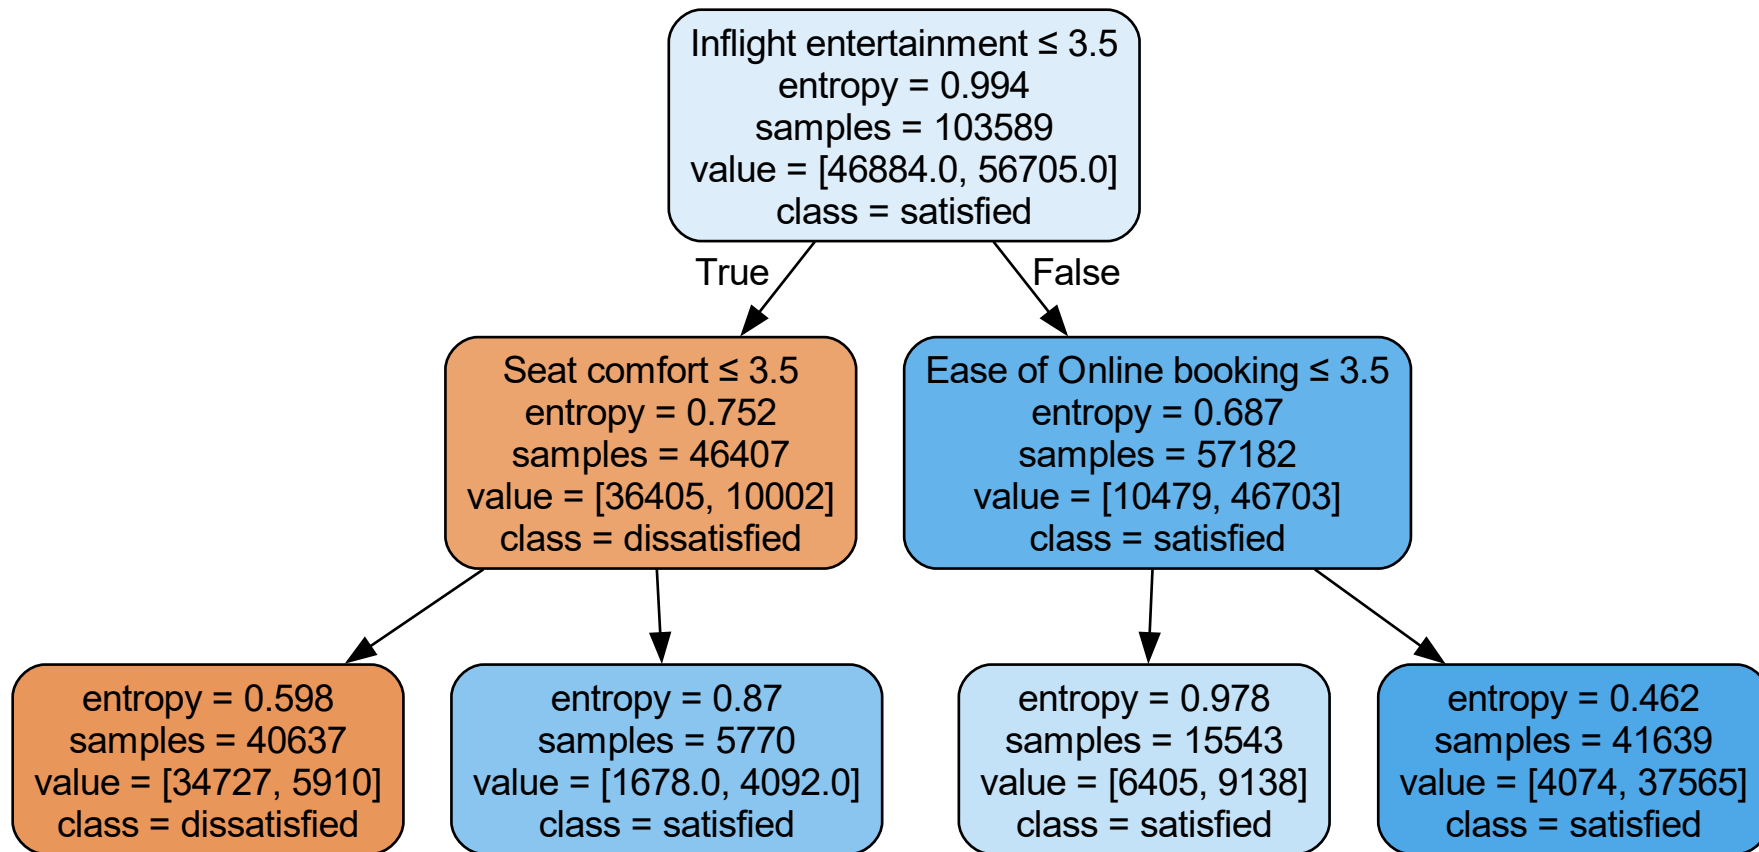 Inflight entertainment ≤ 3.5
entropy = 0.994
samples = 103589
value = [46884.0, 56705.0]
class = satisfied
True
False
Seat comfort ≤ 3.5
entropy = 0.752
samples = 46407
value = [36405, 10002]
class = dissatisfied
Ease of Online booking ≤ 3.5
entropy = 0.687
samples = 57182
value = [10479, 46703]
class = satisfied
entropy = 0.598
samples = 40637
value = [34727, 5910]
class = dissatisfied
entropy = 0.87
samples = 5770
value = [1678.0, 4092.0]
class = satisfied
entropy = 0.978
samples = 15543
value = [6405, 9138]
class = satisfied
entropy = 0.462
samples = 41639
value = [4074, 37565]
class = satisfied